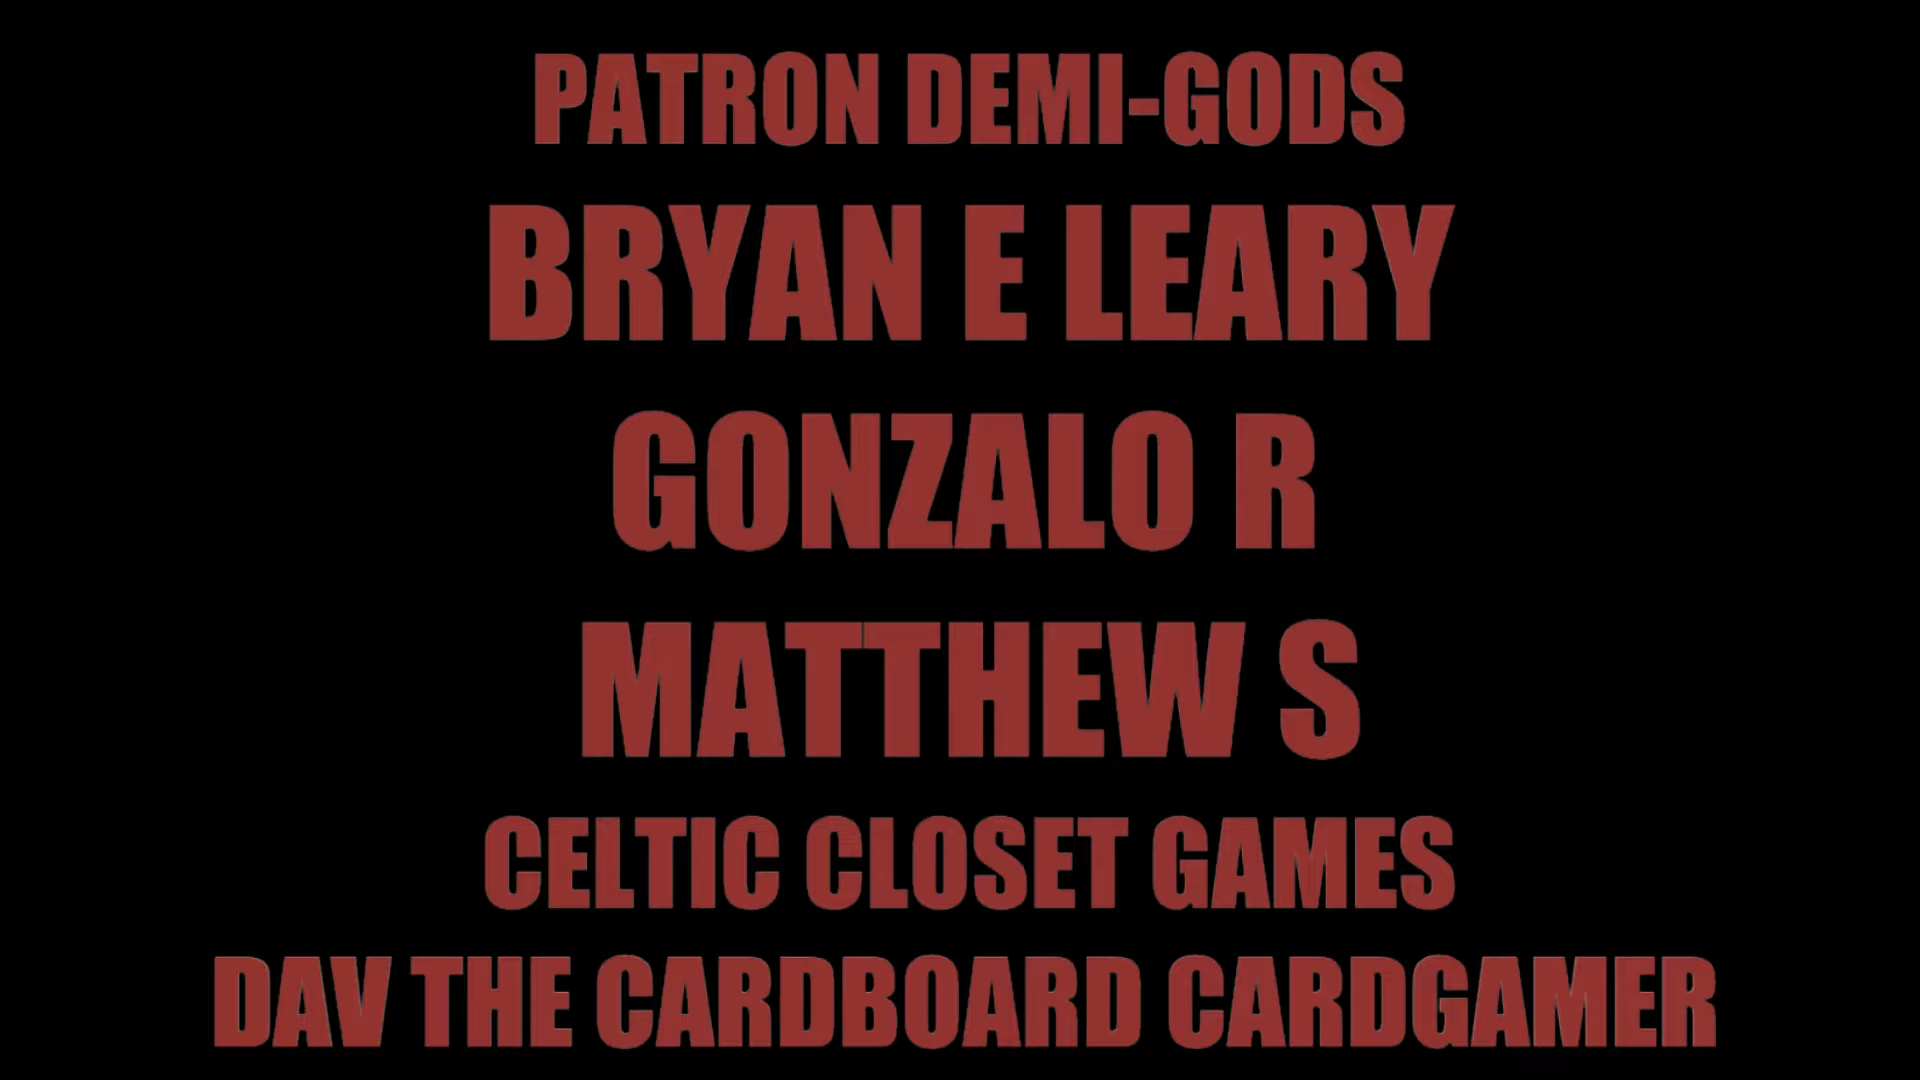 PATRON DEMI-GODS
BRYAN E LEARY
GONZALO R
MATTHEW S
CELTIC CLOSET GAMES
DAV THE CARDBOARD CARDGAMER